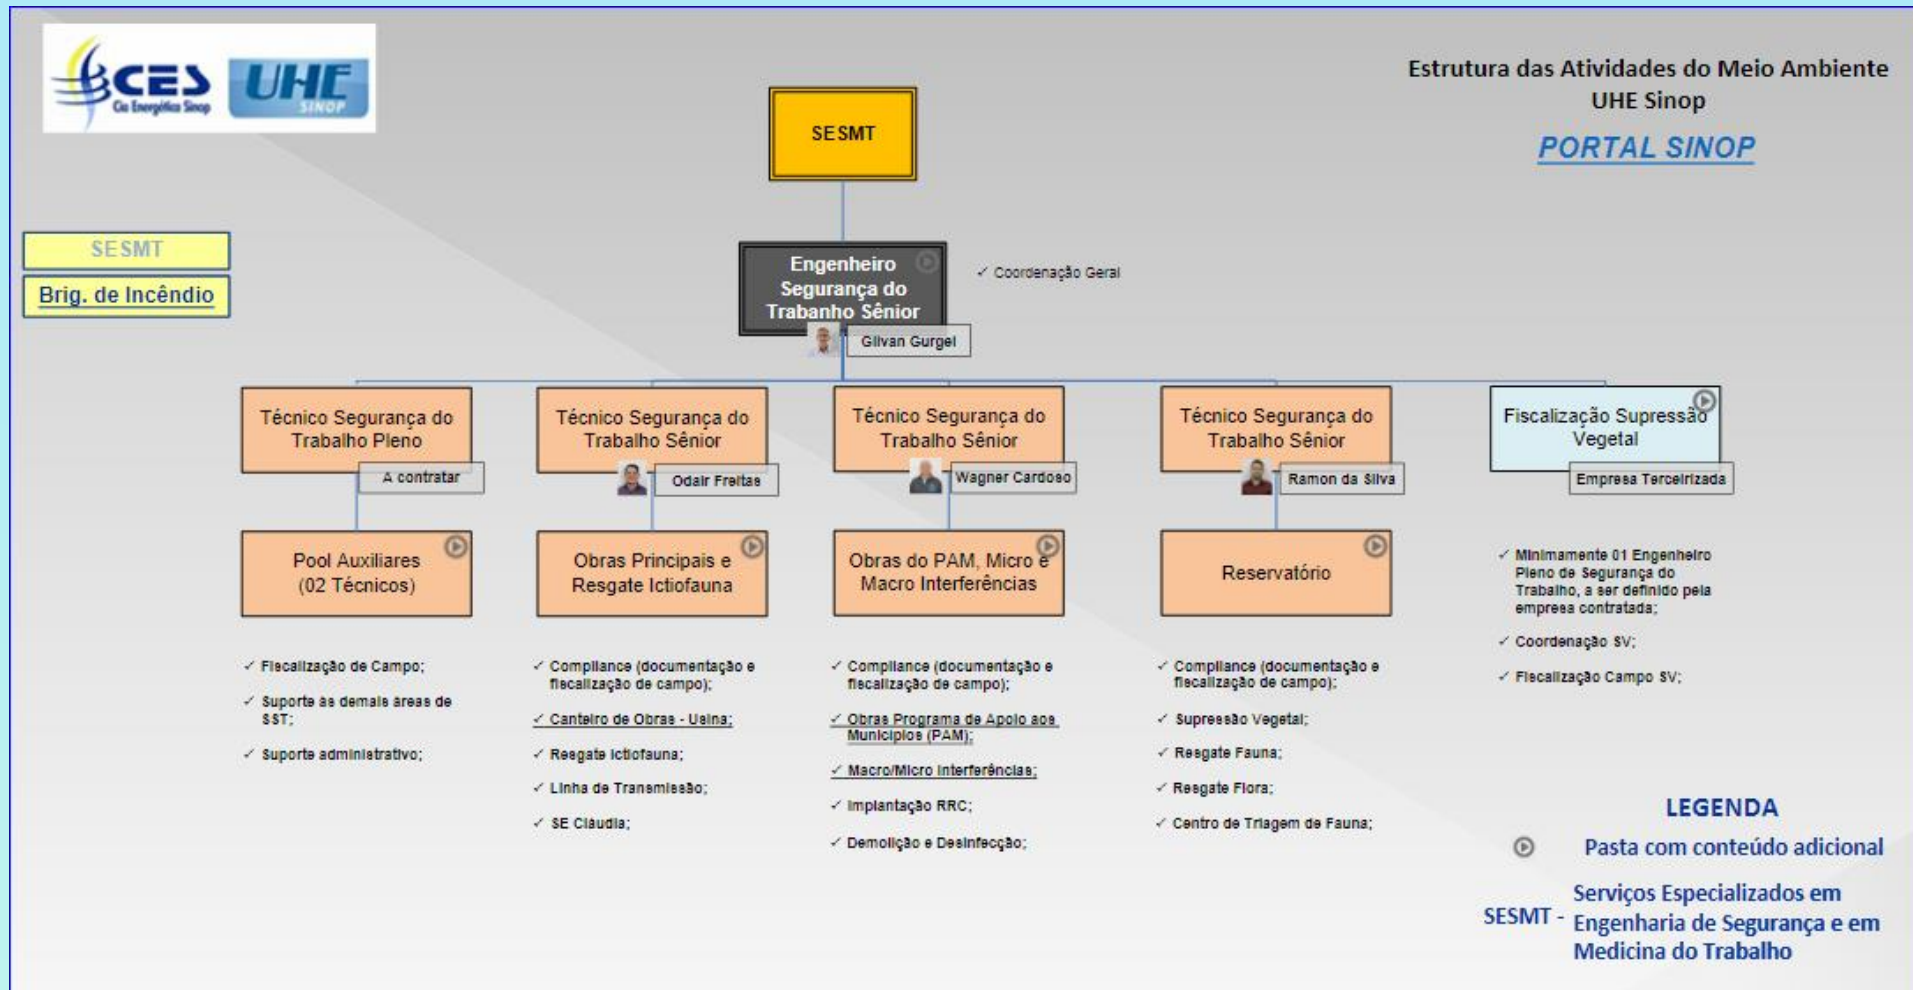 CES
Cia Energética Sinop
UHE
SINOP
Estrutura das Atividades do Meio Ambiente
UHE Sinop
PORTAL SINOP
SESMT
SESMT
Brig. de Incêndio
Engenheiro
Segurança do
Trabanho Sênior
Gilvan Gurgel
✓ Coordenação Geral
Técnico Segurança do
Trabalho Pleno
A contratar
Técnico Segurança do
Trabalho Sênior
Odair Freitas
Técnico Segurança do
Trabalho Sênior
Wagner Cardoso
Técnico Segurança do
Trabalho Sênior
Ramon da Silva
Fiscalização Supressão
Vegetal
Empresa Terceirizada
Pool Auxiliares
(02 Técnicos)
Obras Principais e
Resgate Ictiofauna
Obras do PAM, Micro e
Macro Interferências
Reservatório
✓ Fiscalização de Campo;
✓ Suporte às demais áreas de
SST;
✓ Suporte administrativo;
✓ Compliance (documentação e
fiscalização de campo);
✓ Canteiro de Obras - Usina;
✓ Resgate Ictiofauna;
✓ Linha de Transmissão;
✓ SE Cláudia;
✓ Compliance (documentação e
fiscalização de campo);
✓ Obras Programa de Apoio aos
Municípios (PAM);
✓ Macro/Micro Interferências;
✓ Implantação RRC;
✓ Demolição e Desinfecção;
✓ Compliance (documentação e
fiscalização de campo);
✓ Supressão Vegetal;
✓ Resgate Fauna;
✓ Resgate Flora;
✓ Centro de Triagem de Fauna;
✓ Minimamente 01 Engenheiro
Pleno de Segurança do
Trabalho, a ser definido pela
empresa contratada;
✓ Coordenação SV;
✓ Fiscalização Campo SV;
LEGENDA
Pasta com conteúdo adicional
SESMT - Serviços Especializados em
Engenharia de Segurança e em
Medicina do Trabalho